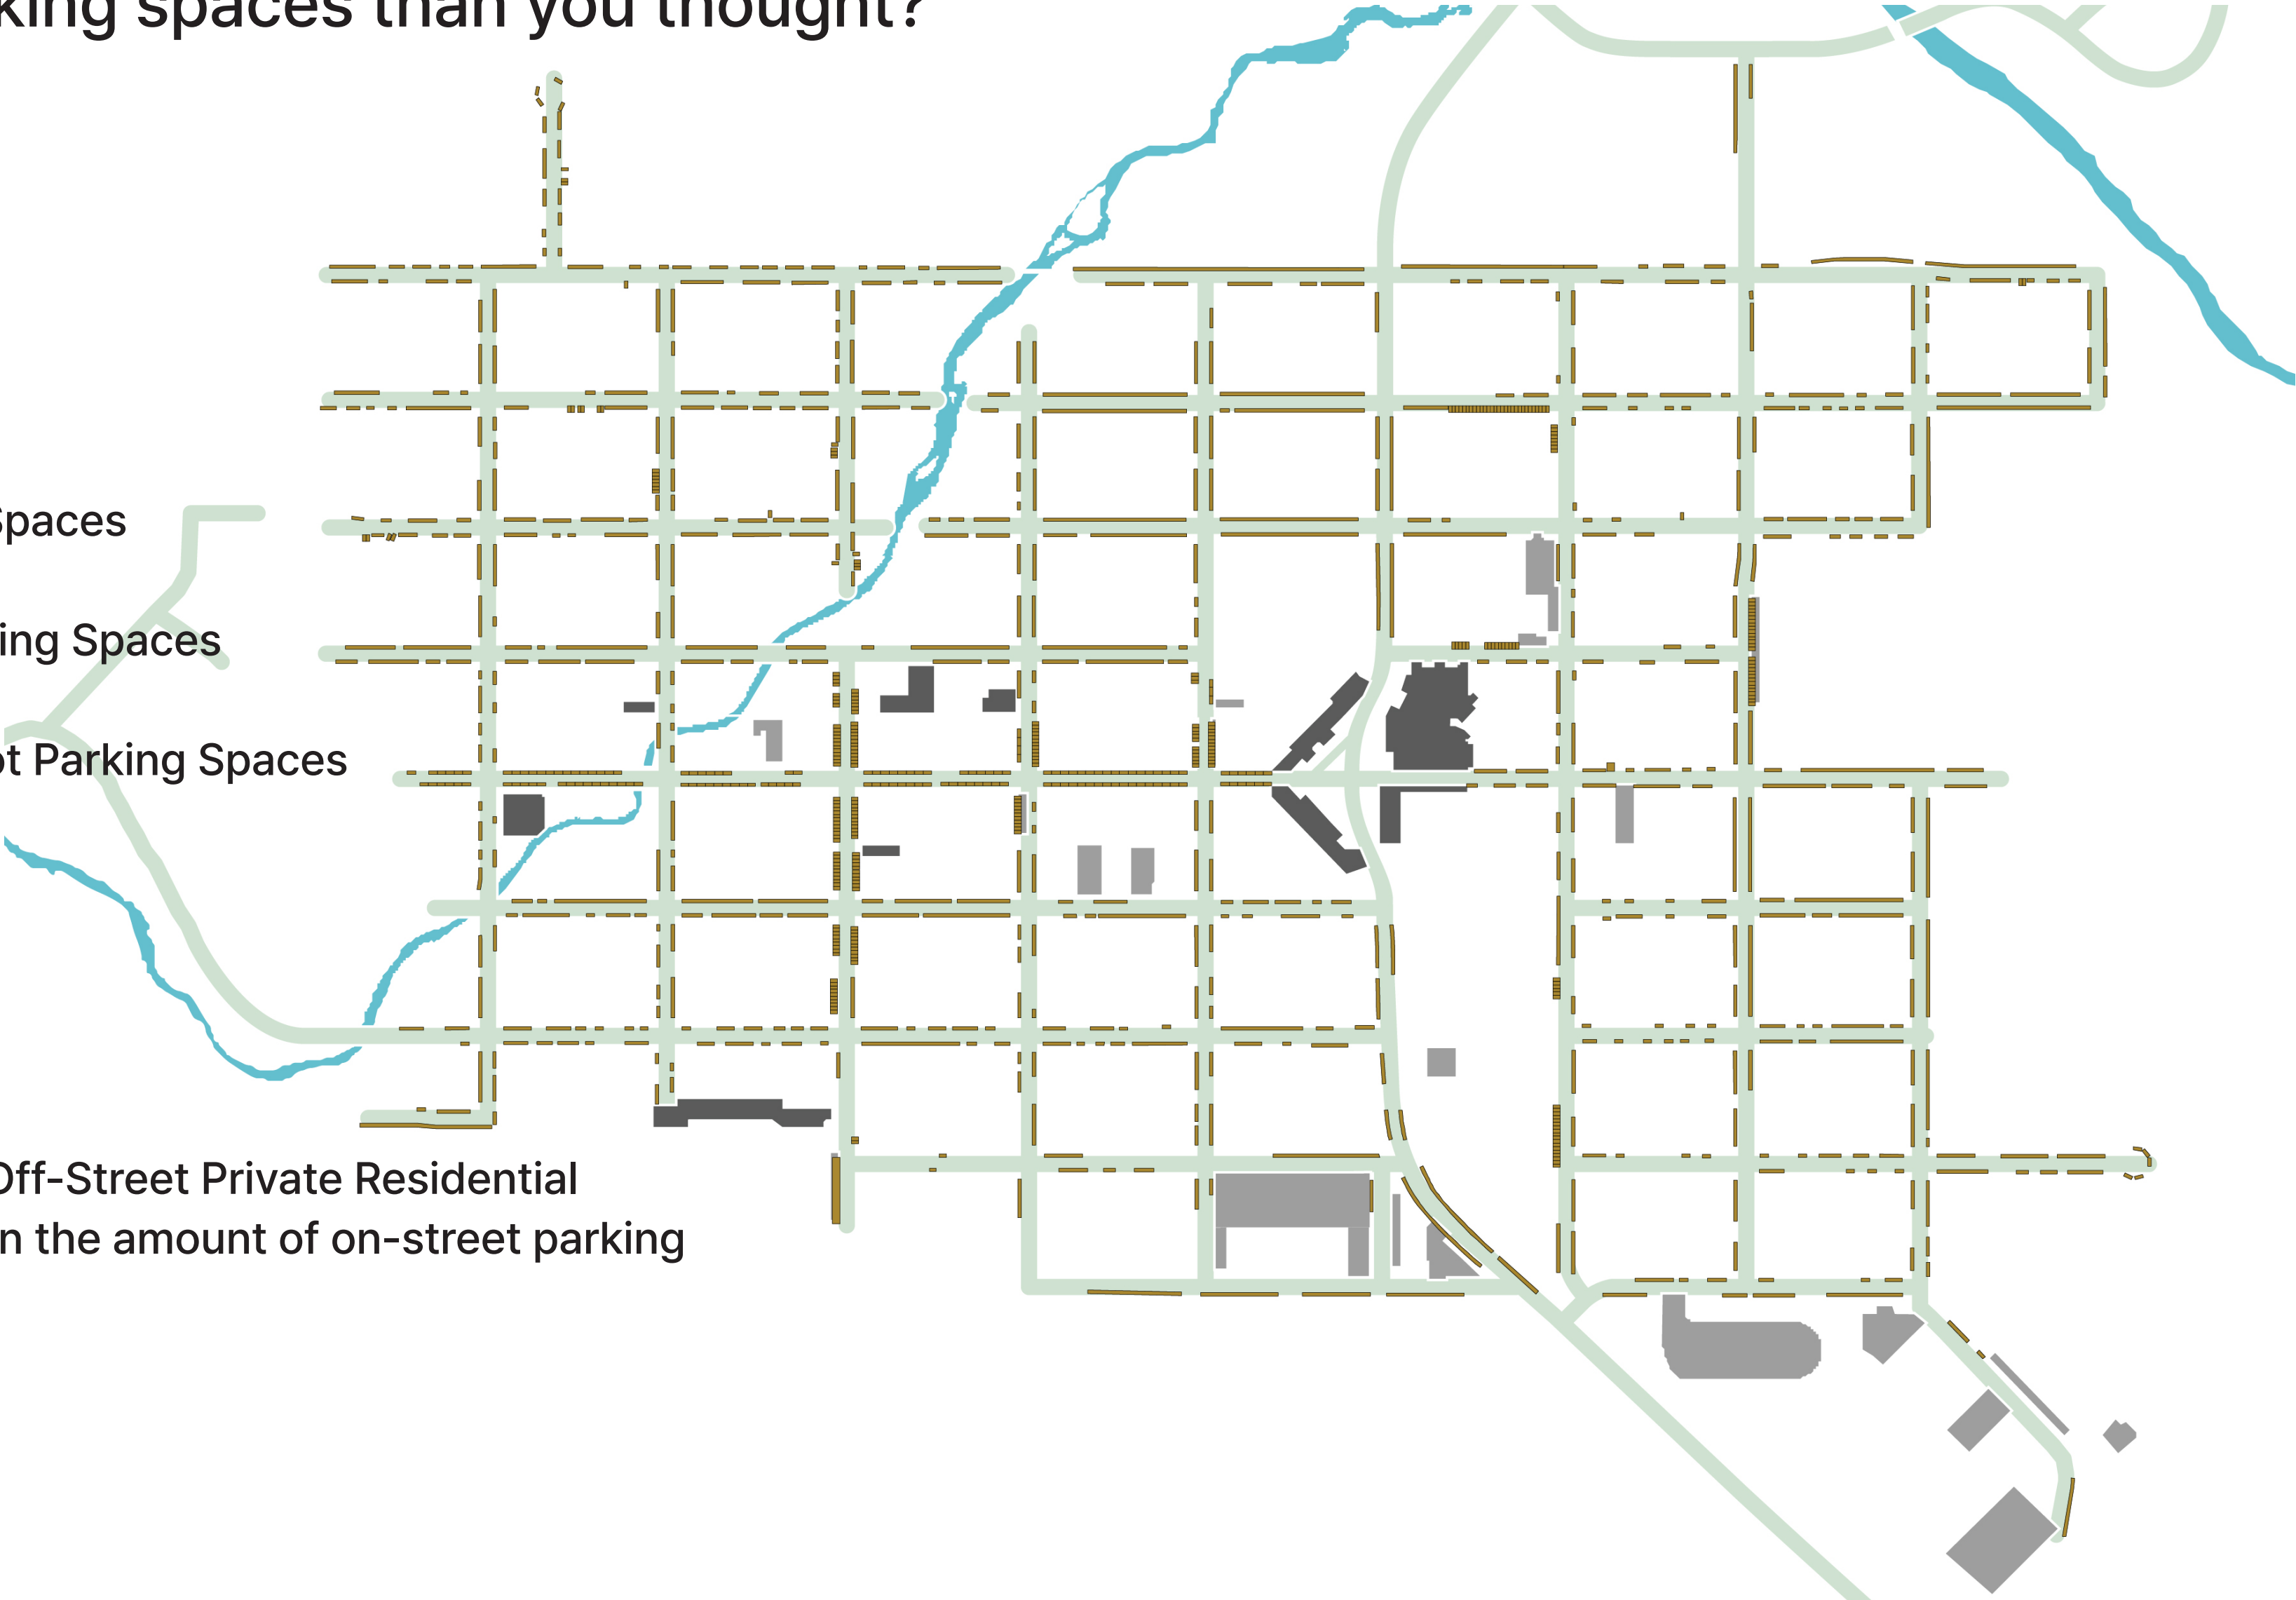 king spaces than you thought?
Spaces
ing Spaces
ot Parking Spaces
Off-Street Private Residential
n the amount of on-street parking